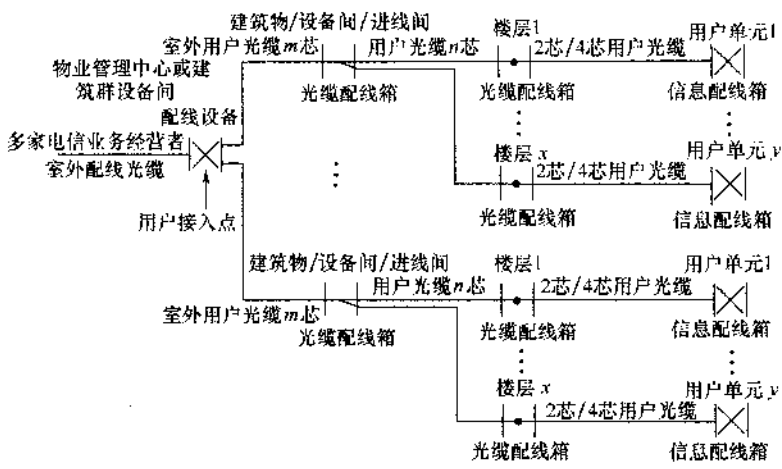 建筑物/设备间/进线间
室外用户光缆m芯
用户光缆n芯
楼层1
2芯/4芯用户光缆
用户单元1
物业管理中心或建
筑群设备间
光缆配线箱
光缆配线箱
信息配线箱
配线设备
多家电信业务经营者
室外配线光缆
楼层x
2芯/4芯用户光缆
用户单元y
光缆配线箱
信息配线箱
用户接入点
建筑物/设备间/进线间
用户光缆n芯
楼层1
2芯/4芯用户光缆
用户单元1
室外用户光缆m芯
光缆配线箱
光缆配线箱
信息配线箱
楼层x
2芯/4芯用户光缆
用户单元y
光缆配线箱
信息配线箱